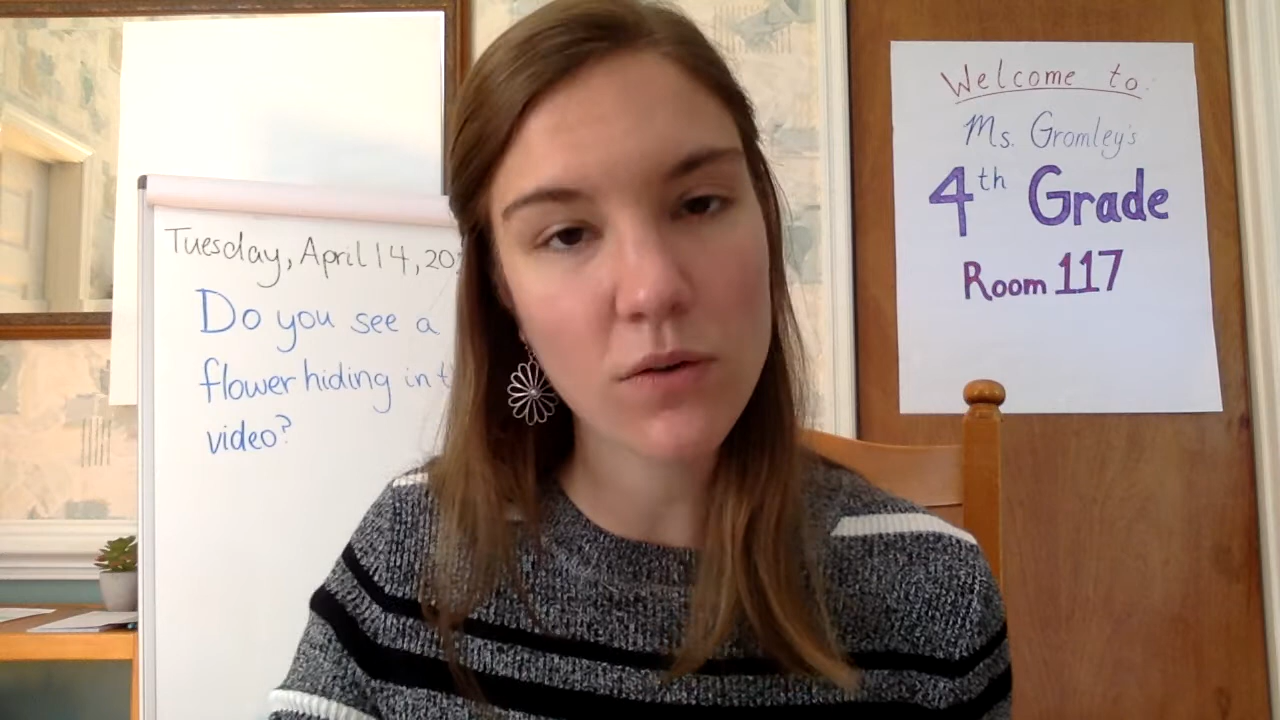 Tuesday, April 14, 20
Do you see a
flower hiding in
video?
Welcome to
Ms. Gromley's
4th Grade
Room 117